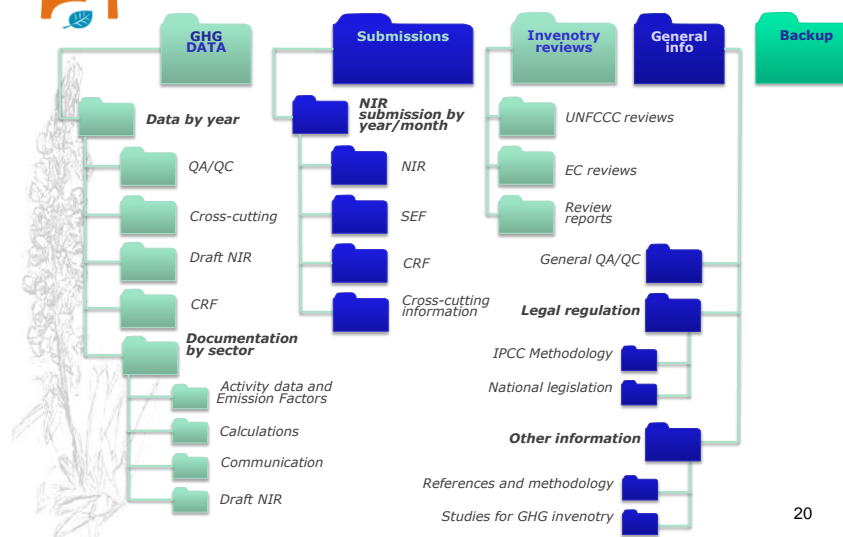 GHG
DATA
Submissions
Invenotry
reviews
General
info
Backup
Data by year
QA/QC
Cross-cutting
Draft NIR
CRF
Documentation
by sector
Activity data and
Emission Factors
Calculations
Communication
Draft NIR
NIR
submission by
year/month
NIR
SEF
CRF
Cross-cutting
information
UNFCCC reviews
EC reviews
Review
reports
General QA/QC
Legal regulation
IPCC Methodology
National legislation
Other information
References and methodology
Studies for GHG invenotry
20